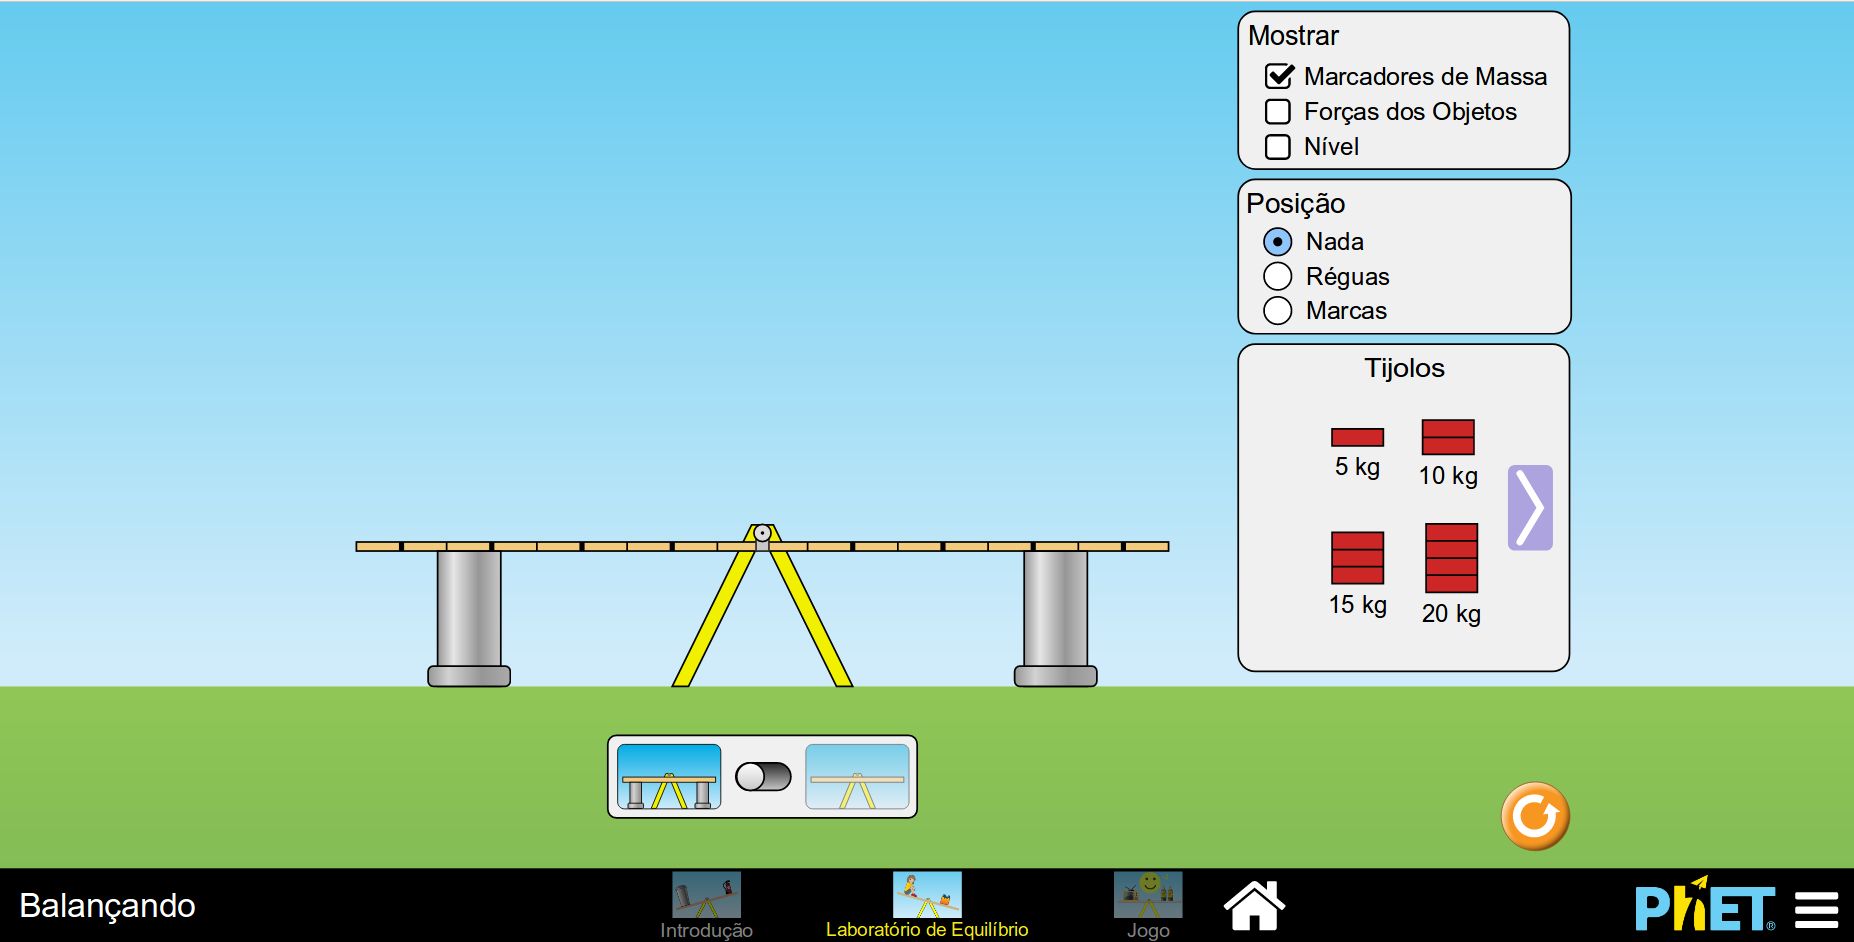 Mostrar
Marcadores de Massa
Forças dos Objetos
Nível
Posição
Nada
Réguas
Marcas
Tijolos
5 kg
10 kg
15 kg
20 kg
Balançando
Introdução
Laboratório de Equilíbrio
Jogo
PhET®